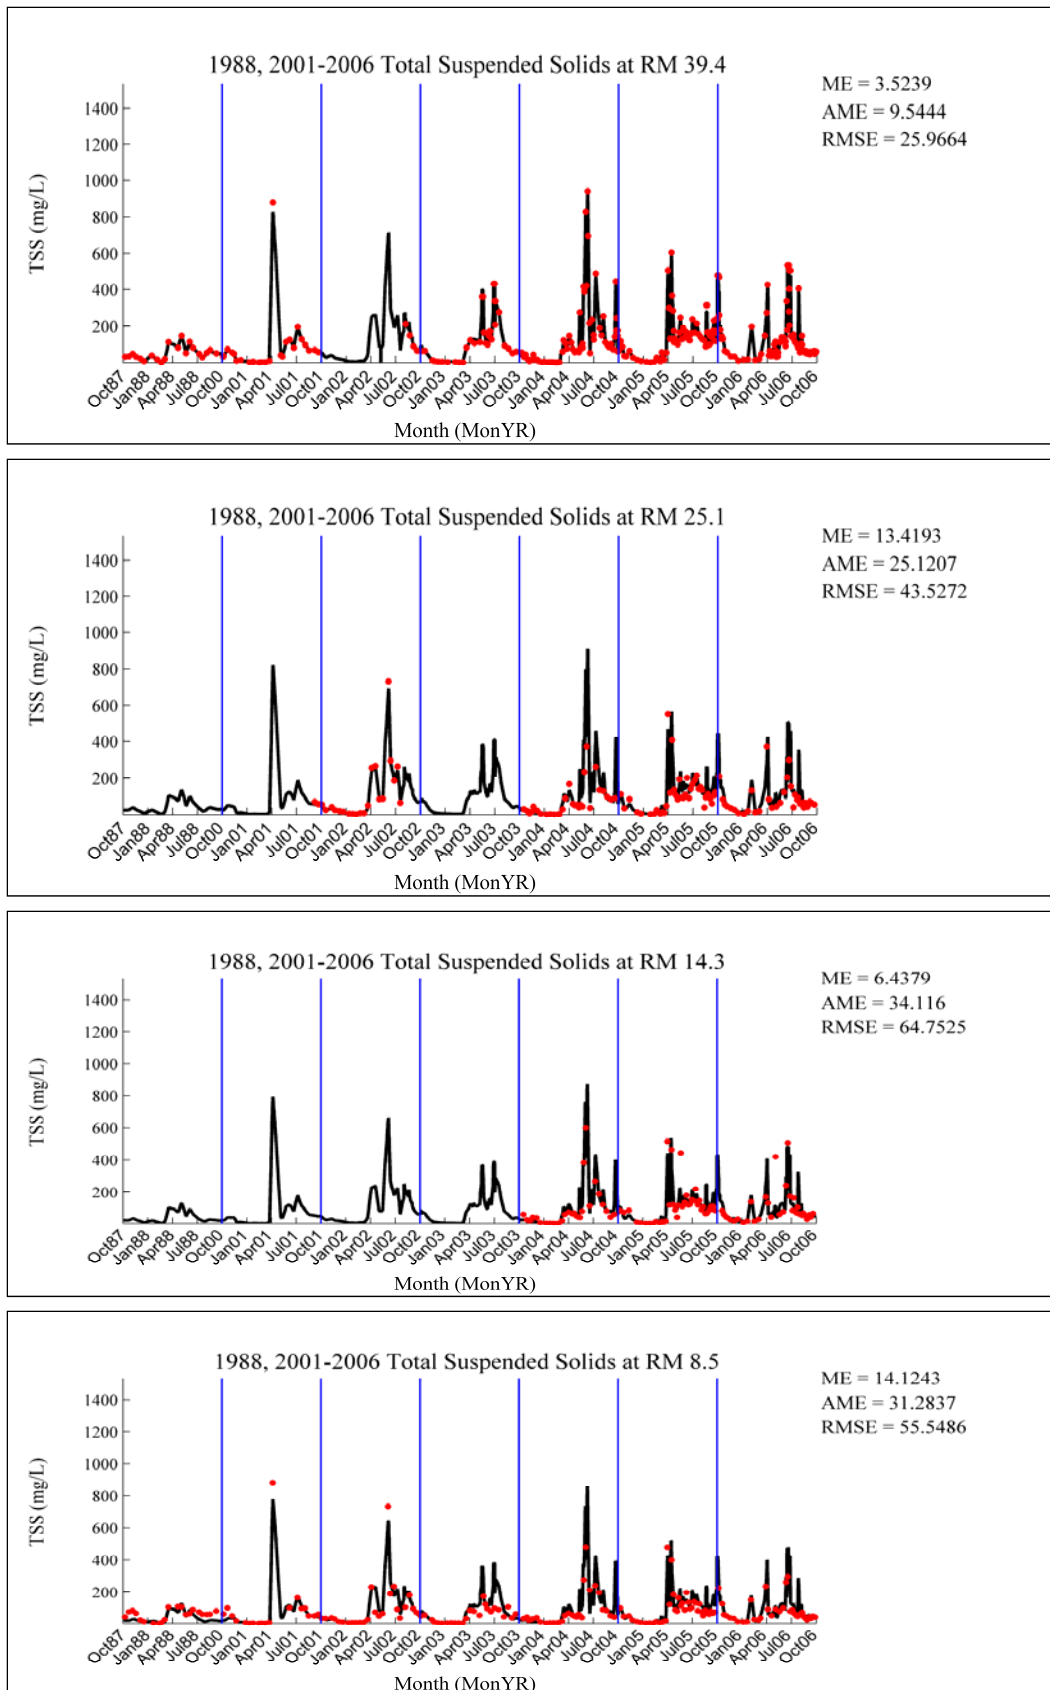 1988, 2001-2006 Total Suspended Solids at RM 39.4
ME = 3.5239
AME = 9.5444
RMSE = 25.9664
TSS (mg/L)
1400
1200
1000
800
600
400
200
Oct87 Jan88 Apr88 Jul88 Oct00 Jan01 Apr01 Jul01 Oct01 Jan02 Apr02 Jul02 Oct02 Jan03 Apr03 Jul03 Oct03 Jan04 Apr04 Jul04 Oct04 Jan05 Apr05 Jul05 Oct05 Jan06 Apr06 Jul06 Oct06
Month (MonYR)
1988, 2001-2006 Total Suspended Solids at RM 25.1
ME = 13.4193
AME = 25.1207
RMSE = 43.5272
TSS (mg/L)
1400
1200
1000
800
600
400
200
Oct87 Jan88 Apr88 Jul88 Oct00 Jan01 Apr01 Jul01 Oct01 Jan02 Apr02 Jul02 Oct02 Jan03 Apr03 Jul03 Oct03 Jan04 Apr04 Jul04 Oct04 Jan05 Apr05 Jul05 Oct05 Jan06 Apr06 Jul06 Oct06
Month (MonYR)
1988, 2001-2006 Total Suspended Solids at RM 14.3
ME = 6.4379
AME = 34.116
RMSE = 64.7525
TSS (mg/L)
1400
1200
1000
800
600
400
200
Oct87 Jan88 Apr88 Jul88 Oct00 Jan01 Apr01 Jul01 Oct01 Jan02 Apr02 Jul02 Oct02 Jan03 Apr03 Jul03 Oct03 Jan04 Apr04 Jul04 Oct04 Jan05 Apr05 Jul05 Oct05 Jan06 Apr06 Jul06 Oct06
Month (MonYR)
1988, 2001-2006 Total Suspended Solids at RM 8.5
ME = 14.1243
AME = 31.2837
RMSE = 55.5486
TSS (mg/L)
1400
1200
1000
800
600
400
200
Oct87 Jan88 Apr88 Jul88 Oct00 Jan01 Apr01 Jul01 Oct01 Jan02 Apr02 Jul02 Oct02 Jan03 Apr03 Jul03 Oct03 Jan04 Apr04 Jul04 Oct04 Jan05 Apr05 Jul05 Oct05 Jan06 Apr06 Jul06 Oct06
Month (MonYR)